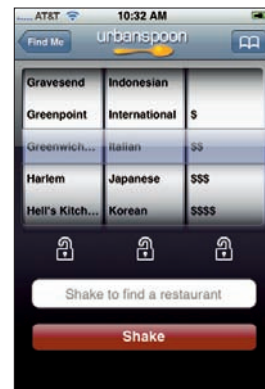 AT&T 10:32 AM
Find Me urbanspoon
Gravesend Indonesian
Greenpoint International $
Greenwich... Italian $$
Harlem Japanese $$$
Hell's Kitch... Korean $$$$
Shake to find a restaurant
Shake